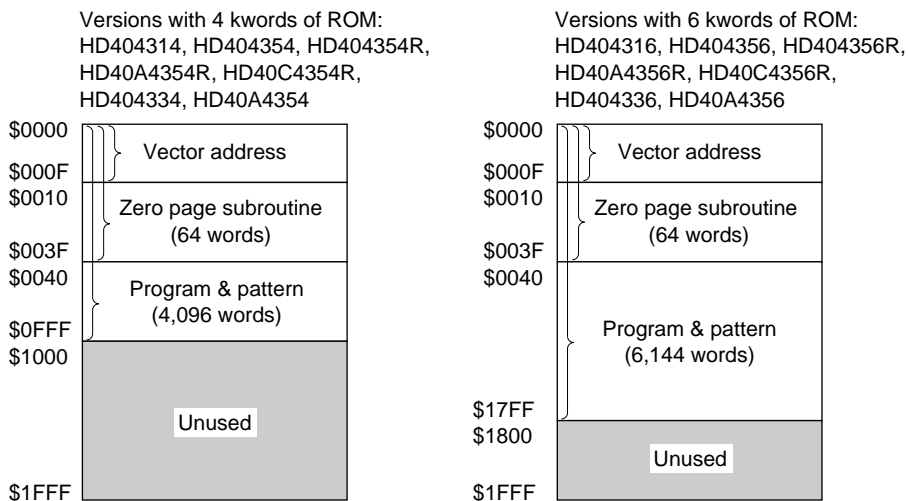 Versions with 4 kwords of ROM:
HD404314, HD404354, HD404354R,
HD40A4354R, HD40C4354R,
HD404334, HD40A4354
$0000
Vector address
$000F
$0010
Zero page subroutine
(64 words)
$003F
$0040
Program & pattern
(4,096 words)
$0FFF
$1000
Unused
$1FFF
Versions with 6 kwords of ROM:
HD404316, HD404356, HD404356R,
HD40A4356R, HD40C4356R,
HD404336, HD40A4356
$0000
Vector address
$000F
$0010
Zero page subroutine
(64 words)
$003F
$0040
Program & pattern
(6,144 words)
$17FF
$1800
Unused
$1FFF